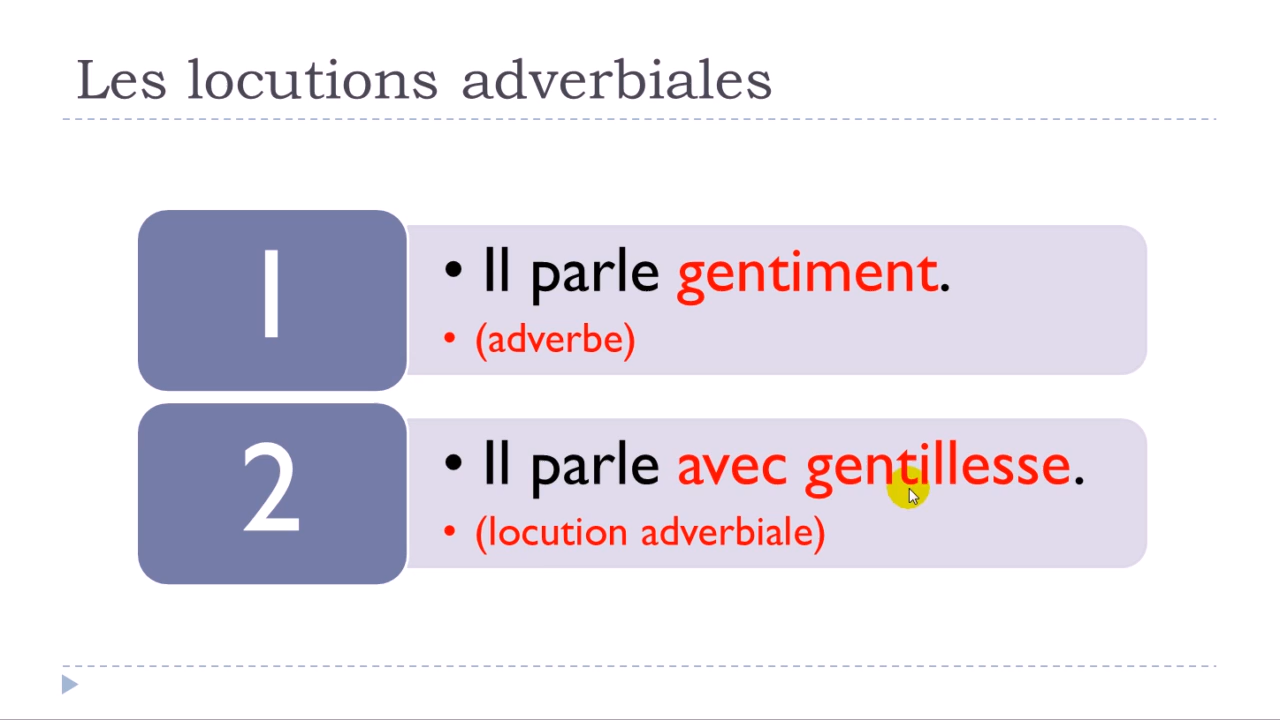 Les locutions adverbiales
1
• Il parle gentiment.
• (adverbe)
2
• Il parle avec gentillesse.
• (locution adverbiale)